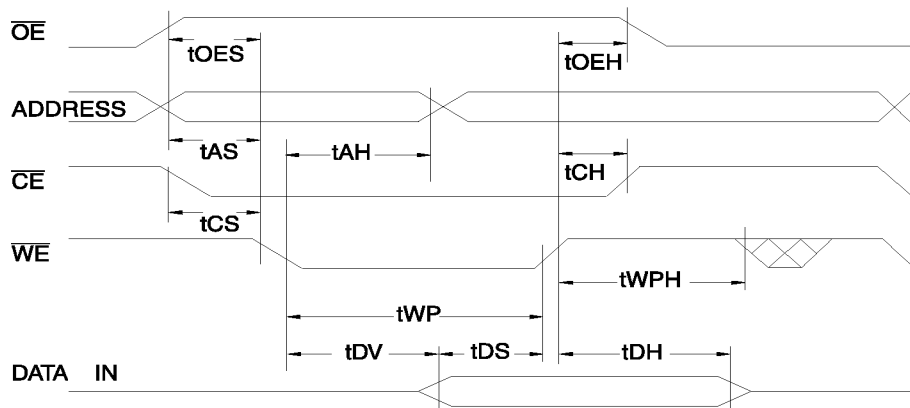 OE
tOES
tOEH
ADDRESS
tAS
tAH
tCH
CE
tCS
WE
tWPH
tWP
tDV
tDS
tDH
DATA IN